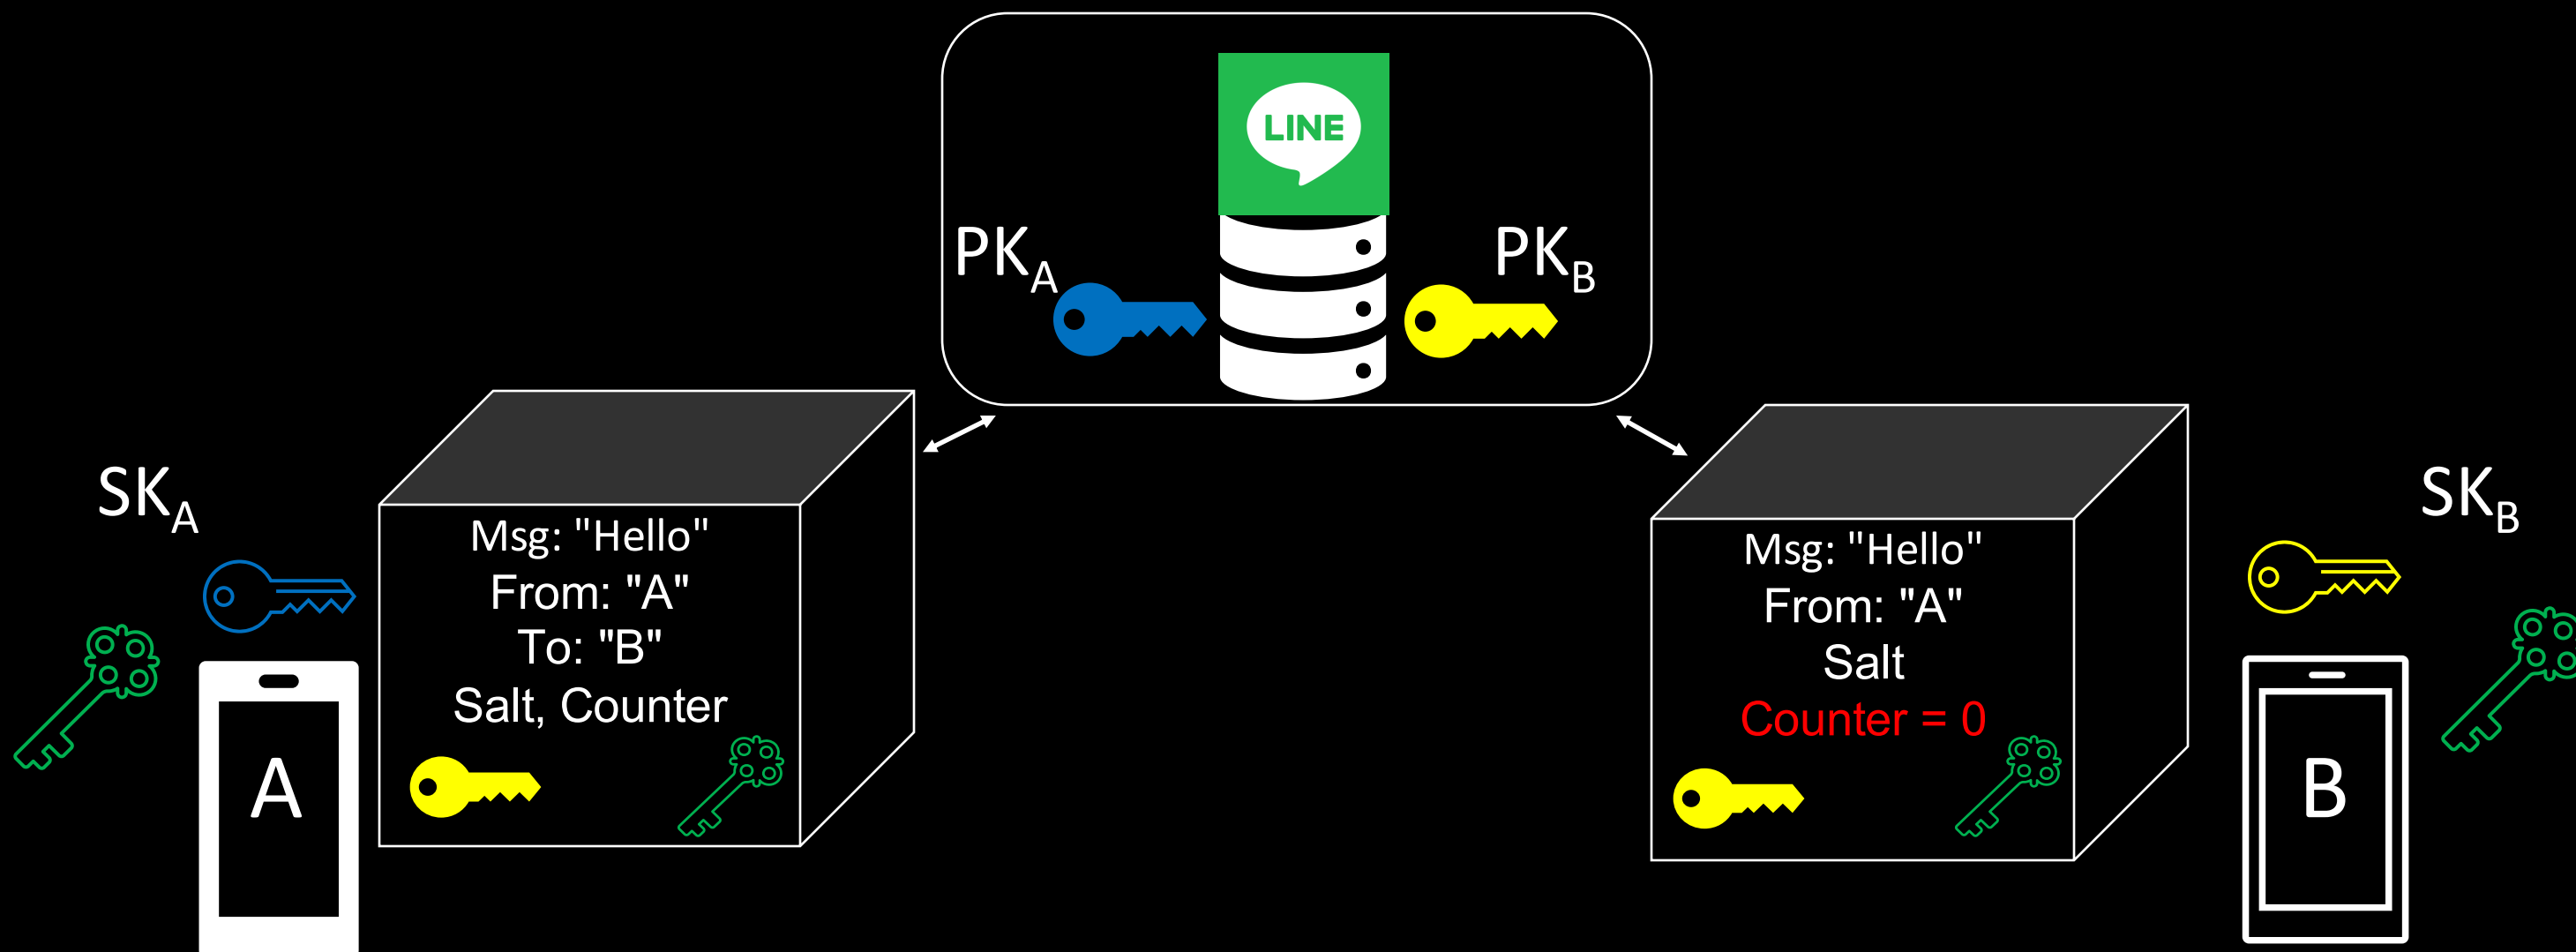 LINE
PKA
PKB
SKA
Msg: "Hello"
From: "A"
To: "B"
Salt, Counter
A
Msg: "Hello"
From: "A"
Salt
Counter = 0
SKB
B